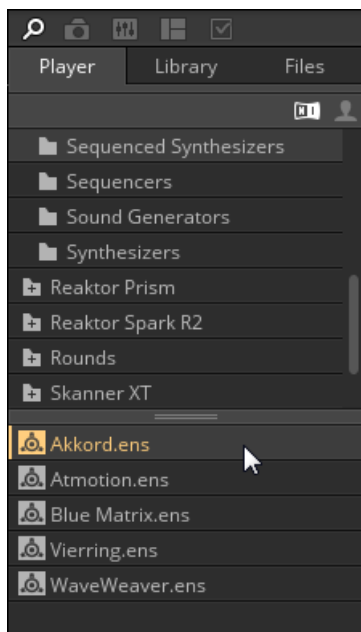 Player Library Files
NI
Sequenced Synthesizers
Sequencers
Sound Generators
Synthesizers
Reaktor Prism
Reaktor Spark R2
Rounds
Skanner XT
Akkord.ens
Atmotion.ens
Blue Matrix.ens
Vierring.ens
WaveWeaver.ens